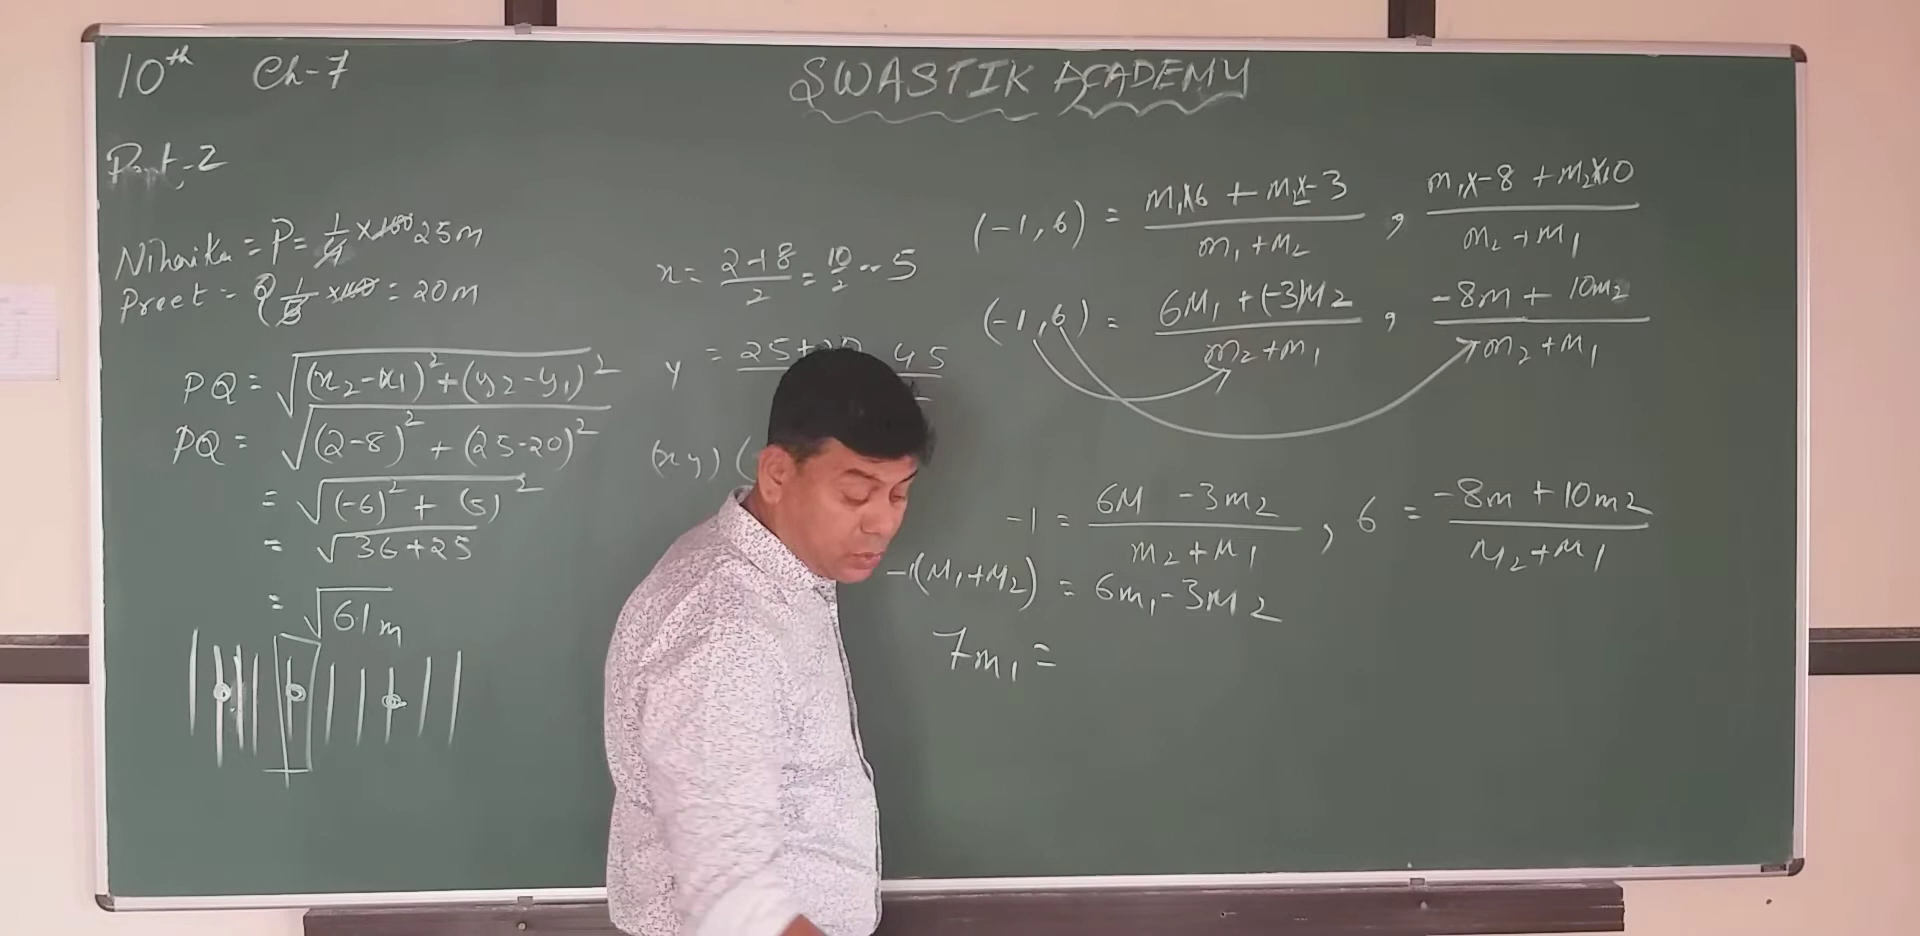 10th Ch-7
SWASTIK ACADEMY
Part-2
Niharika = P = 1/4 × 100 25m
Preet = Q 1/5 × 100 = 20m
PQ = √(x₂-x₁)² + (y₂-y₁)²
PQ = √(2-8)² + (25-20)²
= √(-6)² + (5)²
= √36+25
= √61 m
x = 2+8/2 = 10/2 = 5
y = 25+20 45
(x y) (
(-1, 6) = m₁×6 + m₂×-3 / m₁+m₂ , m₁×-8 + m₂×10 / m₂+m₁
(-1, 6) = 6m₁ + (-3)m₂ / m₂+m₁ , -8m + 10m₂ / m₂+m₁
-1 = 6m - 3m₂ / m₂+m₁ , 6 = -8m + 10m₂ / m₂+m₁
-1(m₁+m₂) = 6m₁-3m₂
7m₁ =